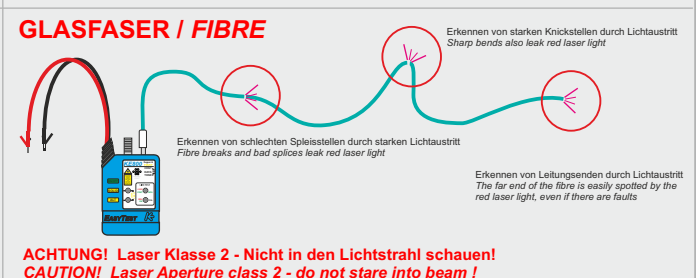 GLASFASER / FIBRE
Erkennen von starken Knickstellen durch Lichtaustritt
Sharp bends also leak red laser light
Erkennen von schlechten Spleisstellen durch starken Lichtaustritt
Fibre breaks and bad splices leak red laser light
Erkennen von Leitungsenden durch Lichtaustritt
The far end of the fibre is easily spotted by the
red laser light, even if there are faults
EASYTEST
ACHTUNG! Laser Klasse 2 - Nicht in den Lichtstrahl schauen!
CAUTION! Laser Aperture class 2 - do not stare into beam !